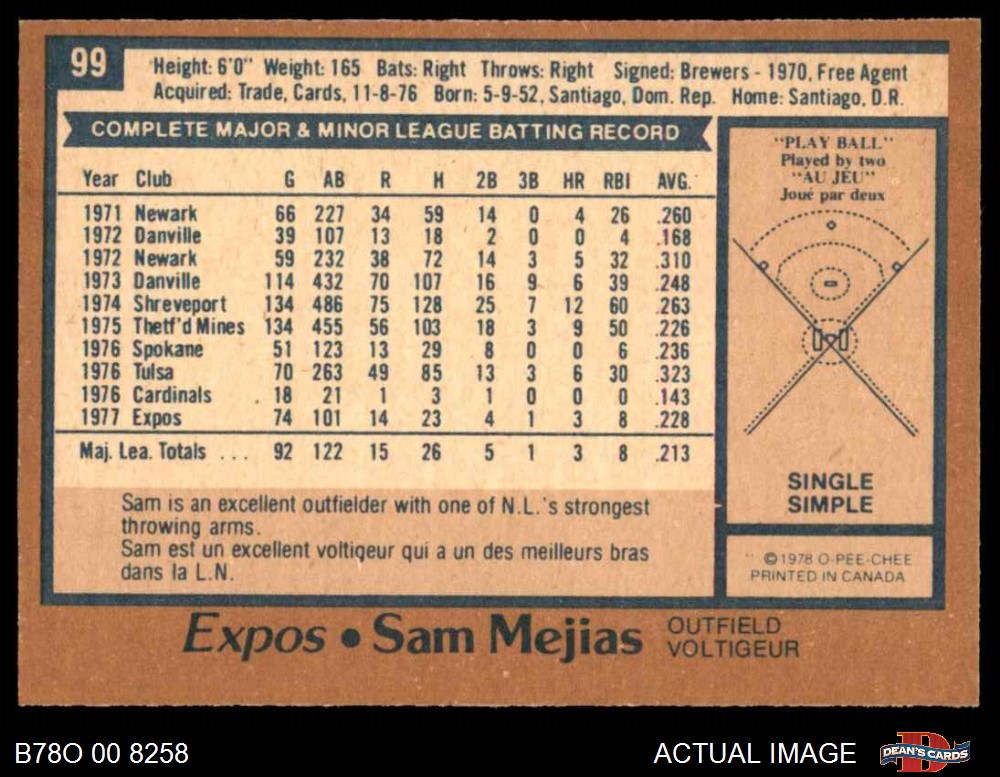 99
Height: 6'0" Weight: 165 Bats: Right Throws: Right Signed: Brewers - 1970, Free Agent
Acquired: Trade, Cards, 11-8-76 Born: 5-9-52, Santiago, Dom. Rep. Home: Santiago, D.R.
COMPLETE MAJOR & MINOR LEAGUE BATTING RECORD
Year Club G AB R H 2B 3B HR RBI AVG.
1971 Newark 66 227 34 59 14 0 4 26 .260
1972 Danville 39 107 13 18 2 0 0 4 .168
1972 Newark 59 232 38 72 14 3 5 32 .310
1973 Danville 114 432 70 107 16 9 6 39 .248
1974 Shreveport 134 486 75 128 25 7 12 60 .263
1975 Thetf'd Mines 134 455 56 103 18 3 9 50 .226
1976 Spokane 51 123 13 29 8 0 0 6 .236
1976 Tulsa 70 263 49 85 13 3 6 30 .323
1976 Cardinals 18 21 1 3 1 0 0 0 .143
1977 Expos 74 101 14 23 4 1 3 8 .228
Maj. Lea. Totals ... 92 122 15 26 5 1 3 8 .213
Sam is an excellent outfielder with one of N.L.'s strongest
throwing arms.
Sam est un excellent voltigeur qui a un des meilleurs bras
dans la L.N.
"PLAY BALL"
Played by two
"AU JEU"
Joué par deux
SINGLE
SIMPLE
©1978 O-PEE-CHEE
PRINTED IN CANADA
Expos • Sam Mejias
OUTFIELD
VOLTIGEUR
B78O 00 8258
ACTUAL IMAGE
DEAN'S CARDS